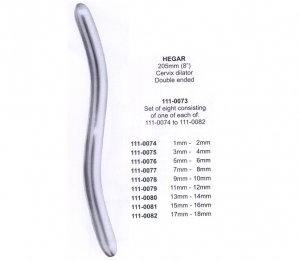 HEGAR
205mm (8")
Cervix dilator
Double ended
111-0073
Set of eight consisting
of one of each of:
111-0074 to 111-0082
111-0074 1mm - 2mm
111-0075 3mm - 4mm
111-0076 5mm - 6mm
111-0077 7mm - 8mm
111-0078 9mm - 10mm
111-0079 11mm - 12mm
111-0080 13mm - 14mm
111-0081 15mm - 16mm
111-0082 17mm - 18mm